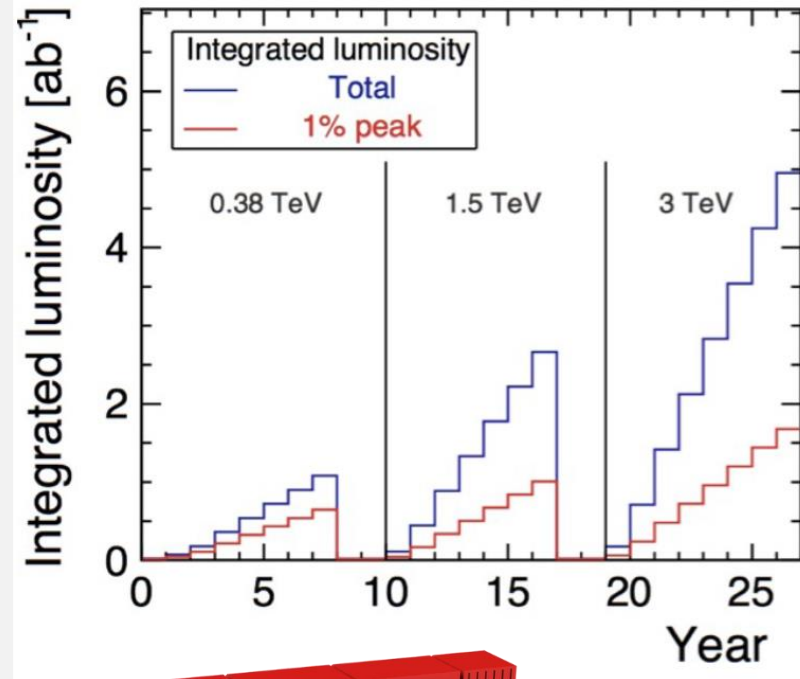 Integrated luminosity [ab⁻¹]
Integrated luminosity
Total
1% peak
0.38 TeV
1.5 TeV
3 TeV
6
4
2
0
0 5 10 15 20 25
Year